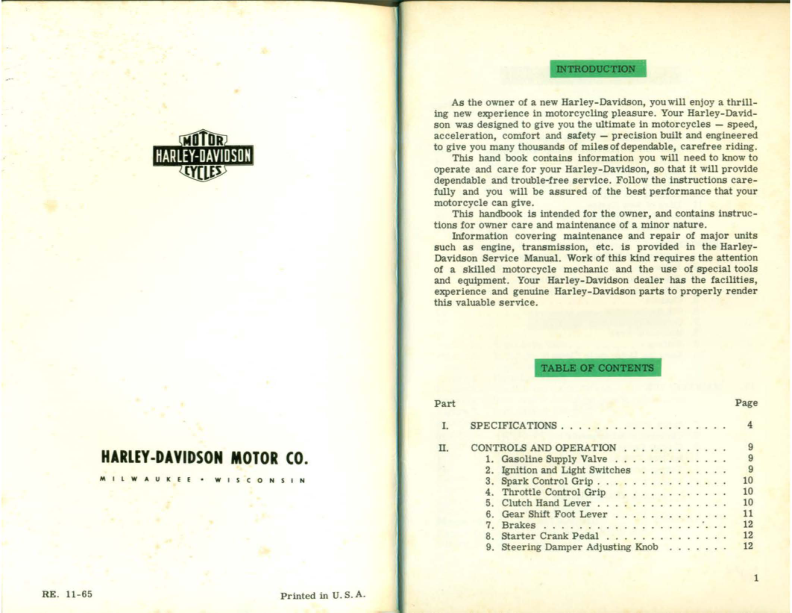 MOTOR
HARLEY-DAVIDSON
CYCLES
HARLEY-DAVIDSON MOTOR CO.
MILWAUKEE • WISCONSIN
RE. 11-65
Printed in U.S.A.
INTRODUCTION
As the owner of a new Harley-Davidson, you will enjoy a thrill-
ing new experience in motorcycling pleasure. Your Harley-David-
son was designed to give you the ultimate in motorcycles — speed,
acceleration, comfort and safety — precision built and engineered
to give you many thousands of miles of dependable, carefree riding.
This hand book contains information you will need to know to
operate and care for your Harley-Davidson, so that it will provide
dependable and trouble-free service. Follow the instructions care-
fully and you will be assured of the best performance that your
motorcycle can give.
This handbook is intended for the owner, and contains instruc-
tions for owner care and maintenance of a minor nature.
Information covering maintenance and repair of major units
such as engine, transmission, etc. is provided in the Harley-
Davidson Service Manual. Work of this kind requires the attention
of a skilled motorcycle mechanic and the use of special tools
and equipment. Your Harley-Davidson dealer has the facilities,
experience and genuine Harley-Davidson parts to properly render
this valuable service.
TABLE OF CONTENTS
Part Page
I. SPECIFICATIONS . . . . . . . . . . . . . . . . . . . 4
II. CONTROLS AND OPERATION . . . . . . . . . . . . 9
1. Gasoline Supply Valve . . . . . . . . . . . . . 9
2. Ignition and Light Switches . . . . . . . . . . 9
3. Spark Control Grip . . . . . . . . . . . . . . . 10
4. Throttle Control Grip . . . . . . . . . . . . . 10
5. Clutch Hand Lever . . . . . . . . . . . . . . . 10
6. Gear Shift Foot Lever . . . . . . . . . . . . . 11
7. Brakes . . . . . . . . . . . . . . . . . . . . . 12
8. Starter Crank Pedal . . . . . . . . . . . . . . 12
9. Steering Damper Adjusting Knob . . . . . . . 12
1